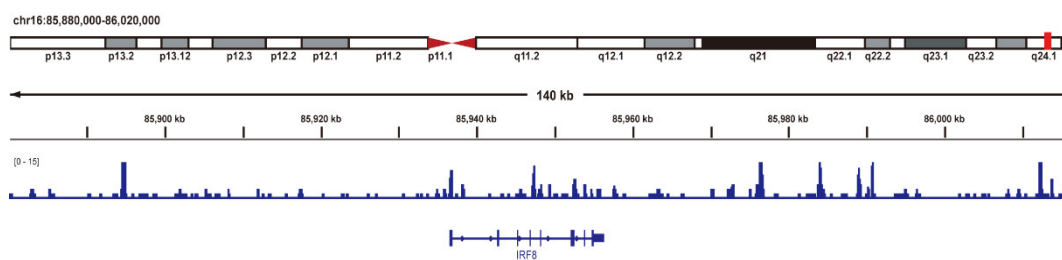 chr16:85,880,000-86,020,000
p13.3 p13.2 p13.12 p12.3 p12.2 p12.1 p11.2 p11.1 q11.2 q12.1 q12.2 q21 q22.1 q22.2 q23.1 q23.2 q24.1
140 kb
85,900 kb 85,920 kb 85,940 kb 85,960 kb 85,980 kb 86,000 kb
[0 - 15]
IRF8